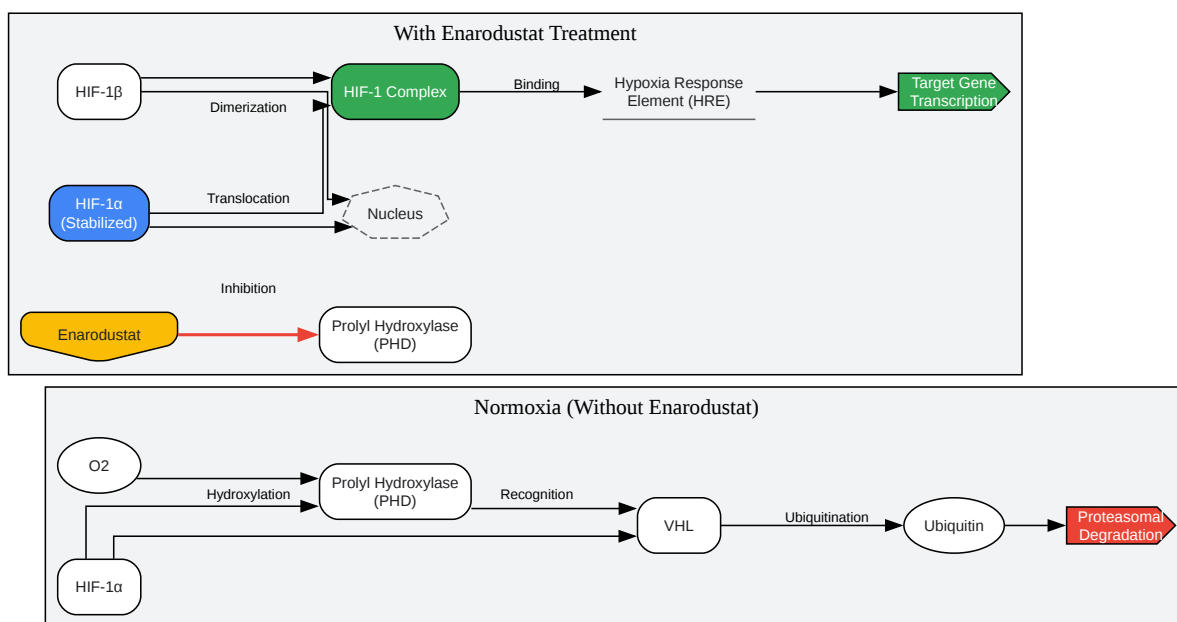 With Enarodustat Treatment
HIF-1β
Dimerization
HIF-1 Complex
Binding
Hypoxia Response
Element (HRE)
Target Gene
Transcription
HIF-1α
(Stabilized)
Translocation
Nucleus
Inhibition
Enarodustat
Prolyl Hydroxylase
(PHD)
Normoxia (Without Enarodustat)
O2
Hydroxylation
Prolyl Hydroxylase
(PHD)
Recognition
VHL
Ubiquitination
Ubiquitin
Proteasomal
Degradation
HIF-1α